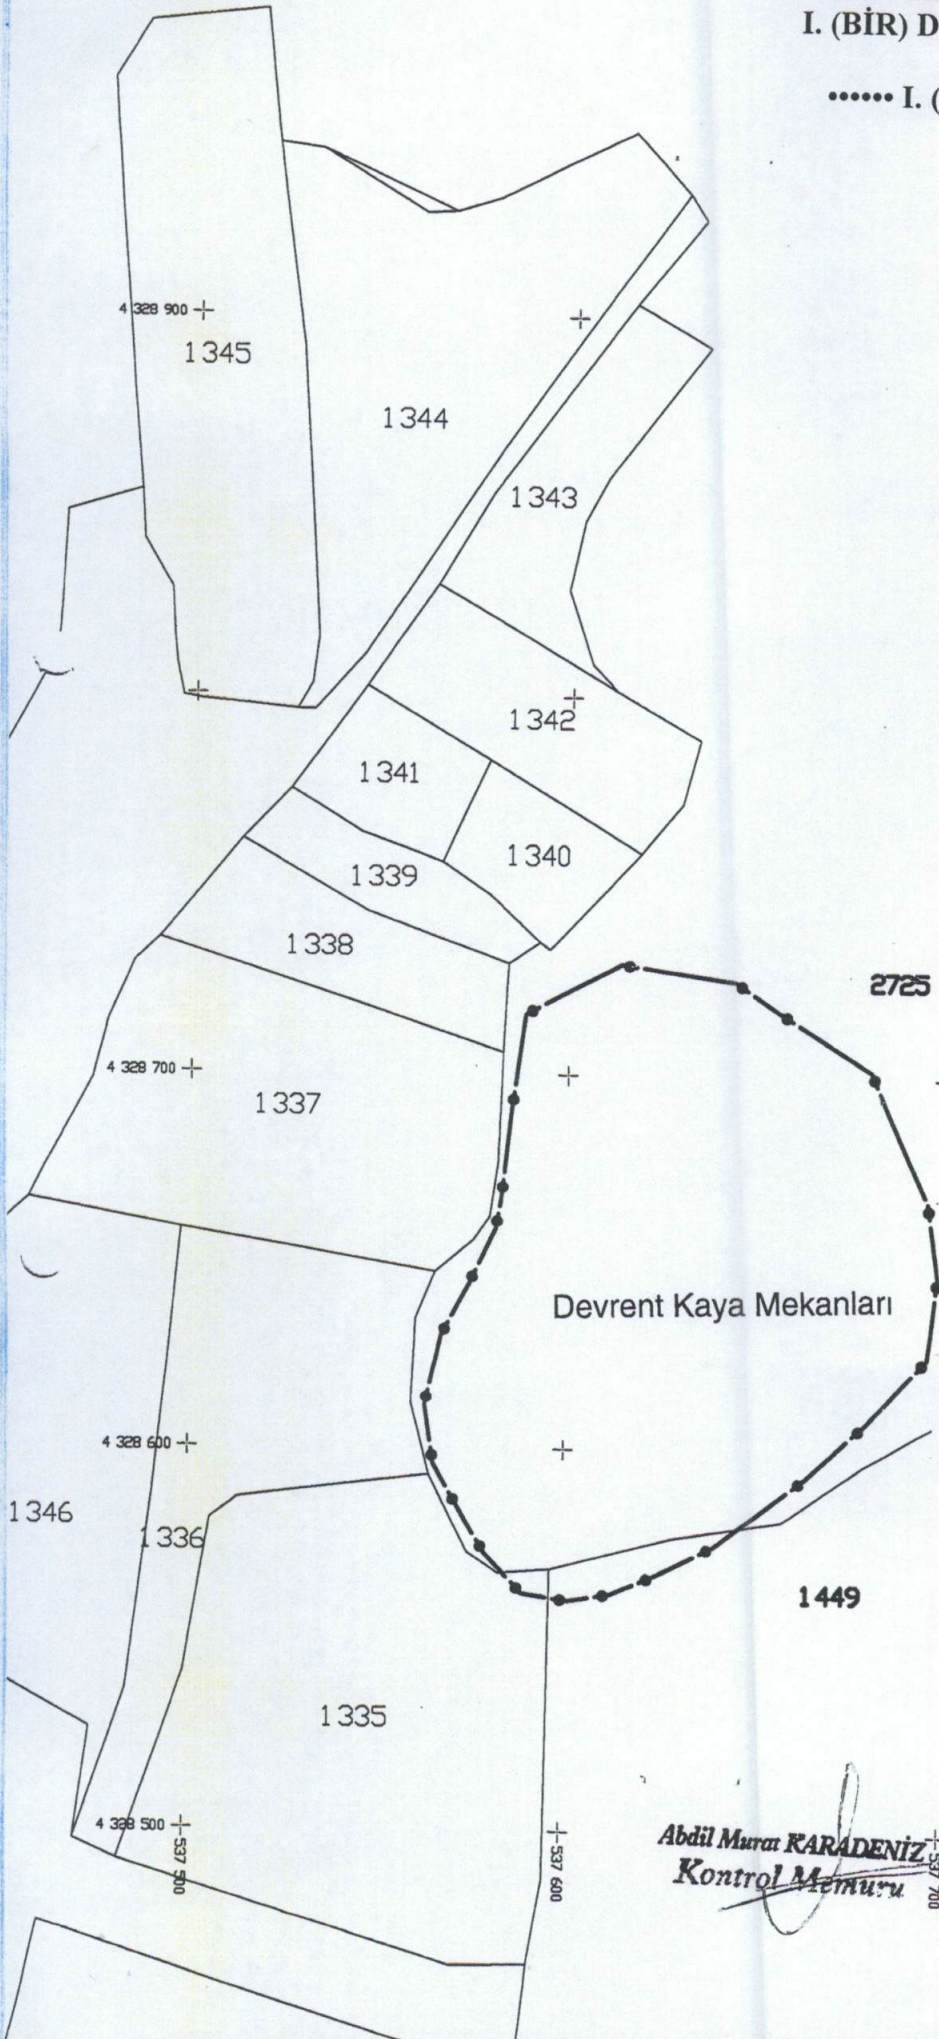 I. (BİR) D
•••••• I. (
4 328 900
1345
1344
1343
1342
1341
1340
1339
1338
2725
4 328 700
1337
Devrent Kaya Mekanları
4 328 600
1346
1336
1449
1335
4 328 500
537 500
537 600
537 700
Abdil Murat KARADENİZ
Kontrol Memuru